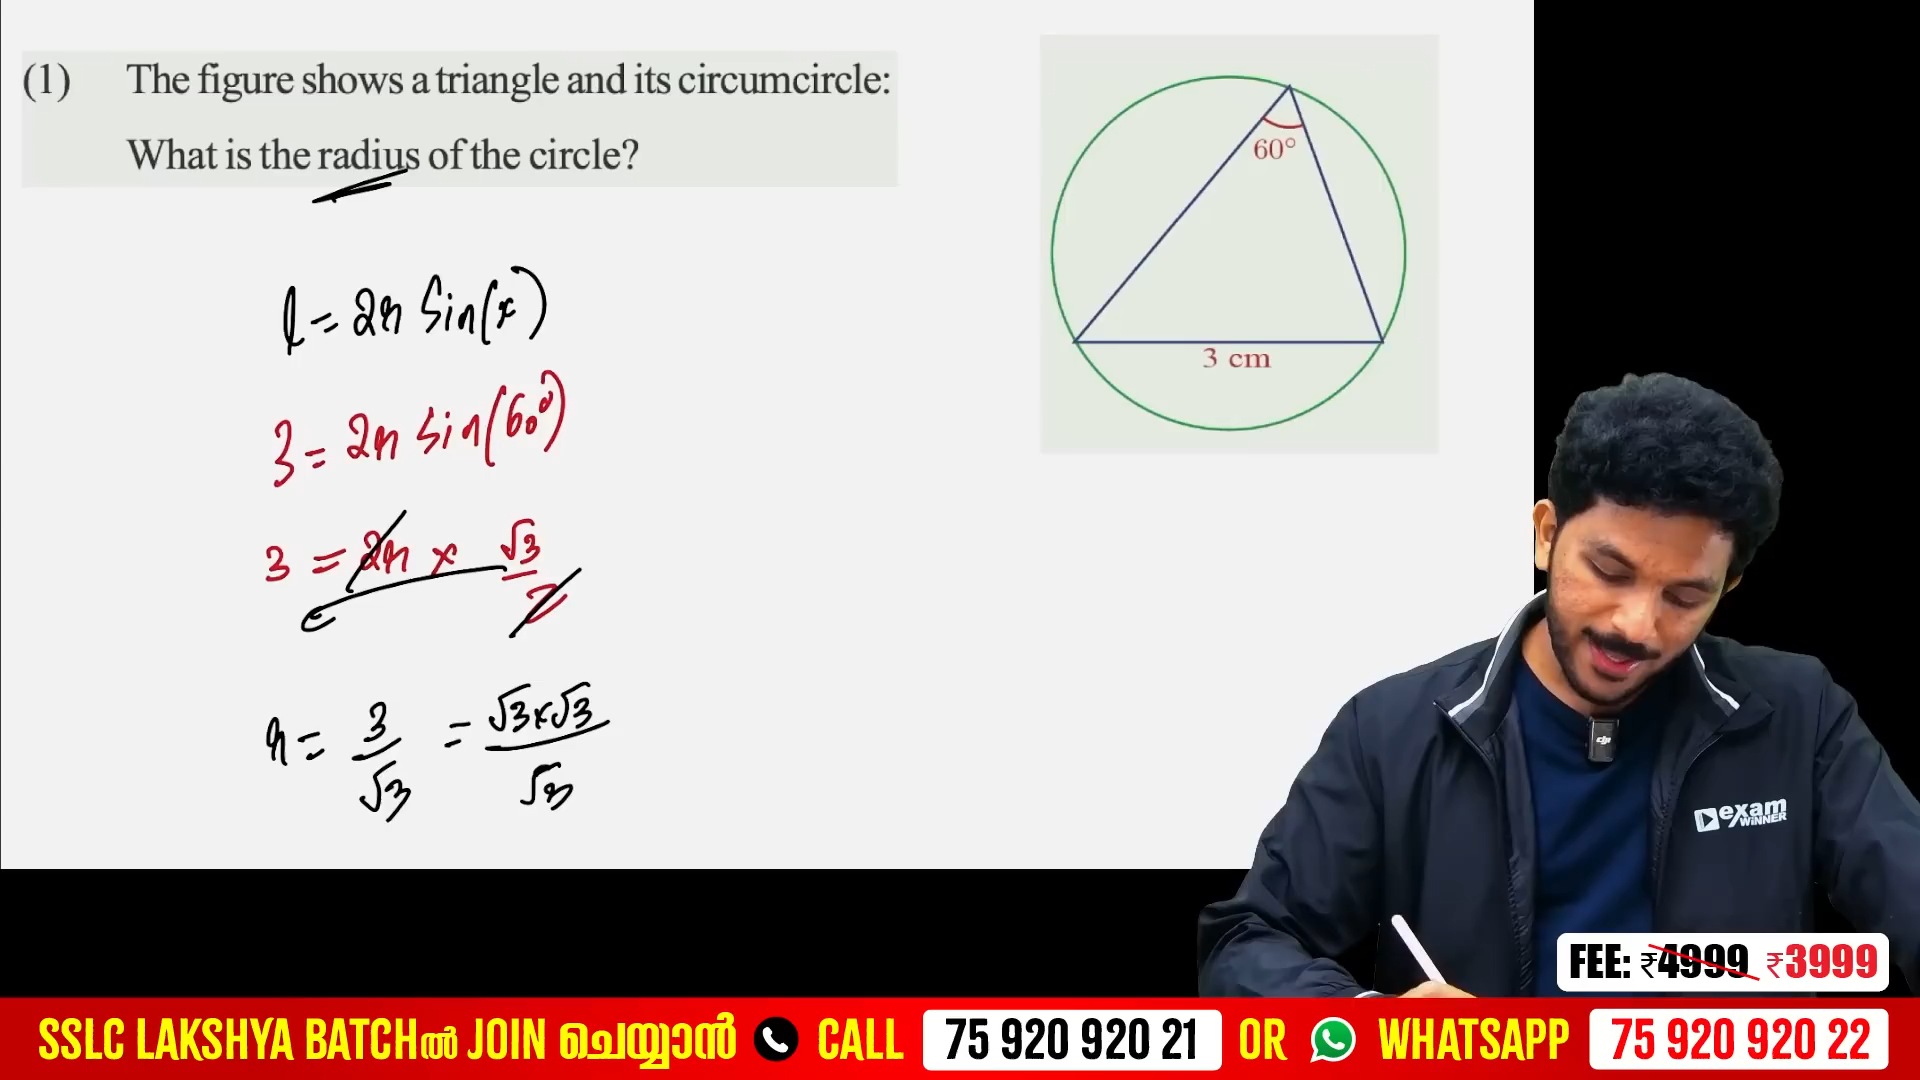 (1) The figure shows a triangle and its circumcircle:
What is the radius of the circle?
60°
3 cm
l = 2r Sin(x)
3 = 2r Sin(60°)
3 = 2r × √3/2
r = 3/√3 = √3×√3/√3
dji
exam
WINNER
FEE: ₹4999 ₹3999
SSLC LAKSHYA BATCHൽ JOIN ചെയ്യാൻ CALL 75 920 920 21 OR WHATSAPP 75 920 920 22